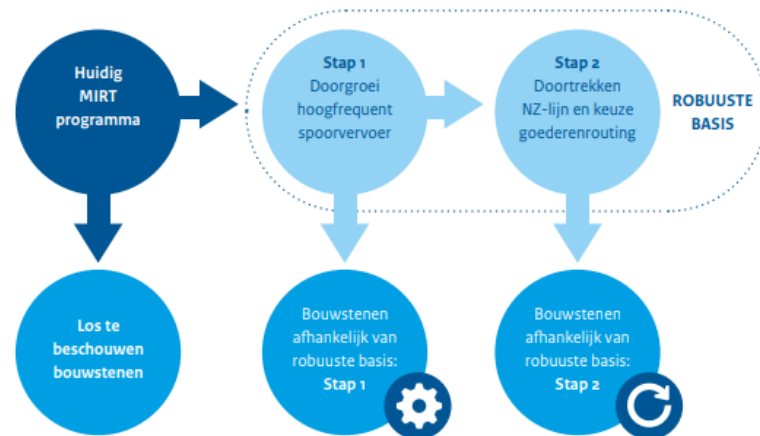 Huidig
MIRT
programma
Stap 1
Doorgroei
hoogfrequent
spoorvervoer
Stap 2
Doortrekken
NZ-lijn en keuze
goederenrouting
ROBUUSTE
BASIS
Los te
beschouwen
bouwstenen
Bouwstenen
afhankelijk van
robuuste basis:
Stap 1
Bouwstenen
afhankelijk van
robuuste basis:
Stap 2